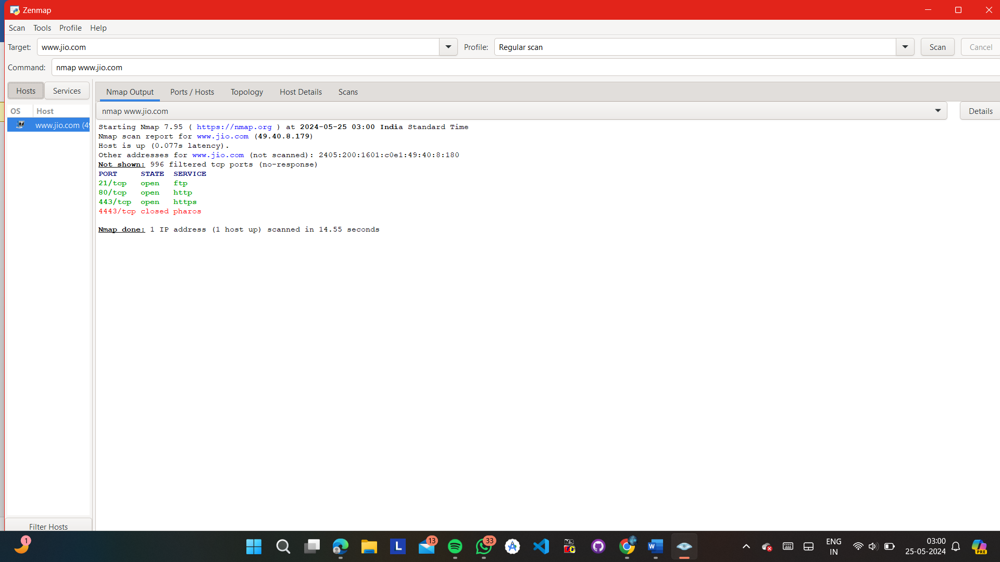 Zenmap
Scan Tools Profile Help
Target: www.jio.com Profile: Regular scan Scan Cancel
Command: nmap www.jio.com
Hosts Services
Nmap Output Ports / Hosts Topology Host Details Scans
OS Host
www.jio.com (49
nmap www.jio.com Details
Starting Nmap 7.95 ( https://nmap.org ) at 2024-05-25 03:00 India Standard Time
Nmap scan report for www.jio.com (49.40.8.179)
Host is up (0.077s latency).
Other addresses for www.jio.com (not scanned): 2405:200:1601:c0e1:49:40:8:180
Not shown: 996 filtered tcp ports (no-response)
PORT STATE SERVICE
21/tcp open ftp
80/tcp open http
443/tcp open https
4443/tcp closed pharos
Nmap done: 1 IP address (1 host up) scanned in 14.55 seconds
Filter Hosts
1
L
13
33
MS
W
ENG
IN
03:00
25-05-2024
PRE